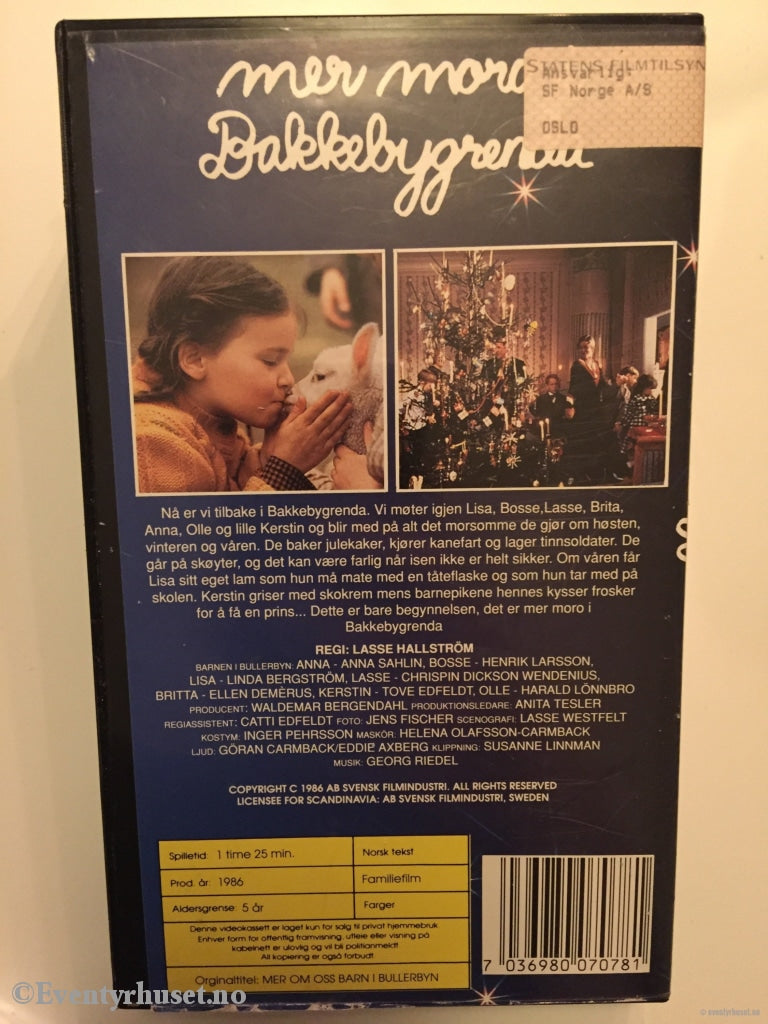 mer moro
STATENS FILMTILSYN
Ansvarlig:
SF Norge A/S
OSLO
Bakkebygrenda
Nå er vi tilbake i Bakkebygrenda. Vi møter igjen Lisa, Bosse,Lasse, Brita,
Anna, Olle og lille Kerstin og blir med på alt det morsomme de gjør om høsten,
vinteren og våren. De baker julekaker, kjører kanefart og lager tinnsoldater. De
går på skøyter, og det kan være farlig når isen ikke er helt sikker. Om våren får
Lisa sitt eget lam som hun må mate med en tåteflaske og som hun tar med på
skolen. Kerstin griser med skokrem mens barnepikene hennes kysser frosker
for å få en prins... Dette er bare begynnelsen, det er mer moro i
Bakkebygrenda
REGI: LASSE HALLSTRÖM
BARNEN I BULLERBYN: ANNA - ANNA SAHLIN, BOSSE - HENRIK LARSSON,
LISA - LINDA BERGSTRÖM, LASSE - CHRISPIN DICKSON WENDENIUS,
BRITTA - ELLEN DEMÈRUS, KERSTIN - TOVE EDFELDT, OLLE - HARALD LÖNNBRO
PRODUCENT: WALDEMAR BERGENDAHL PRODUKTIONSLEDARE: ANITA TESLER
REGIASSISTENT: CATTI EDFELDT FOTO: JENS FISCHER SCENOGRAFI: LASSE WESTFELT
KOSTYM: INGER PEHRSSON MASKÖR: HELENA OLAFSSON-CARMBACK
LJUD: GÖRAN CARMBACK/EDDIE AXBERG KLIPPNING: SUSANNE LINNMAN
MUSIK: GEORG RIEDEL
COPYRIGHT C 1986 AB SVENSK FILMINDUSTRI. ALL RIGHTS RESERVED
LICENSEE FOR SCANDINAVIA: AB SVENSK FILMINDUSTRI, SWEDEN
Spilletid: 1 time 25 min.
Norsk tekst
Prod. år: 1986
Familiefilm
Aldersgrense: 5 år
Farger
Denne videokassett er laget kun for salg til privat hjemmebruk
Enhver form for offentlig framvisning, utleie eller visning på
kabelnett er ulovlig og vil bli politianmeldt.
All kopiering er også forbudt
Orginaltitel: MER OM OSS BARN I BULLERBYN
7 036980 070781
©Eventyrhuset.no
© eventyrhuset.no